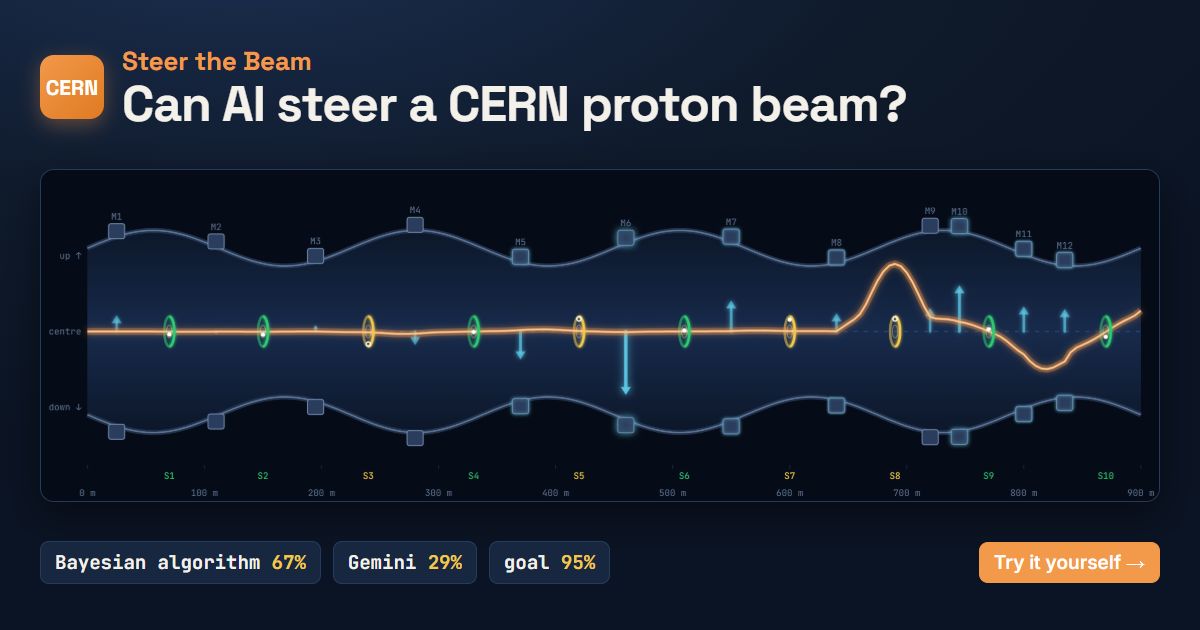 CERN
Steer the Beam
Can AI steer a CERN proton beam?
M1 M2 M3 M4 M5 M6 M7 M8 M9 M10 M11 M12
up ↑
centre
down ↓
S1 S2 S3 S4 S5 S6 S7 S8 S9 S10
0 m 100 m 200 m 300 m 400 m 500 m 600 m 700 m 800 m 900 m
Bayesian algorithm 67%
Gemini 29%
goal 95%
Try it yourself →